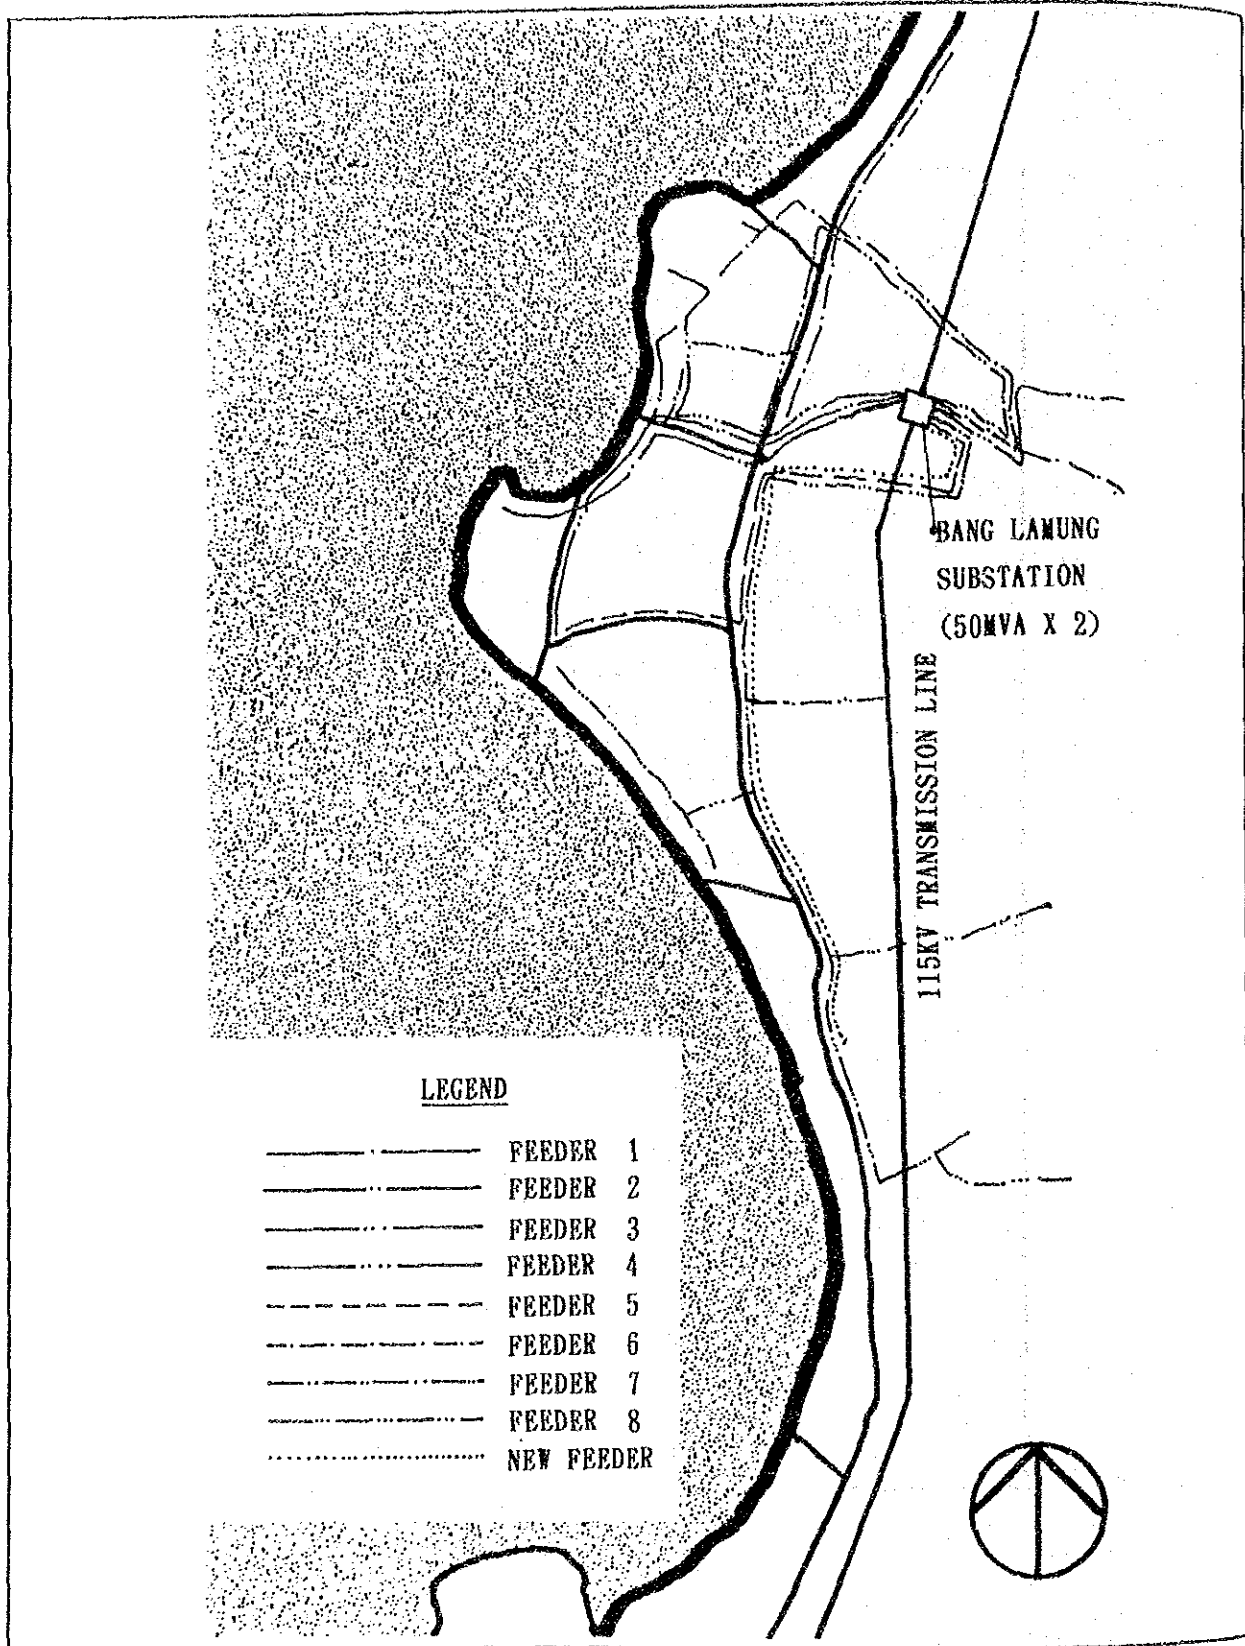 BANG LAMUNG
SUBSTATION
(50MVA X 2)
115KV TRANSMISSION LINE
LEGEND
FEEDER 1
FEEDER 2
FEEDER 3
FEEDER 4
FEEDER 5
FEEDER 6
FEEDER 7
FEEDER 8
NEW FEEDER